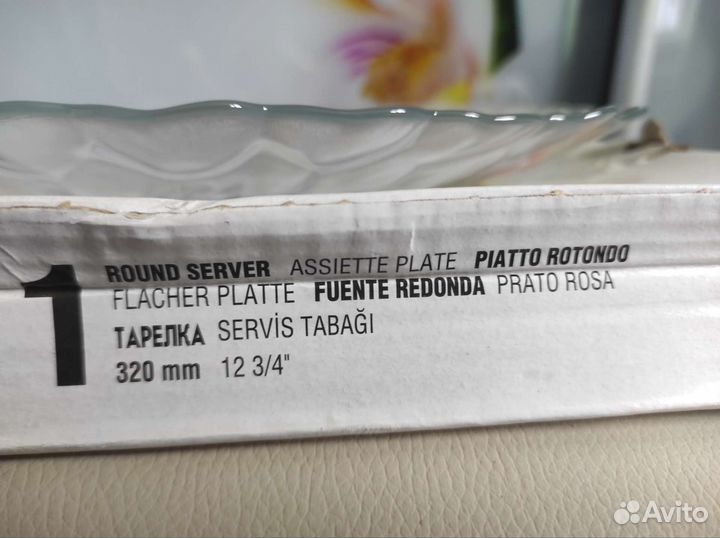 1
ROUND SERVER ASSIETTE PLATE PIATTO ROTONDO
FLACHER PLATTE FUENTE REDONDA PRATO ROSA
ТАРЕЛКА SERVİS TABAĞI
320 mm 12 3/4"
Avito